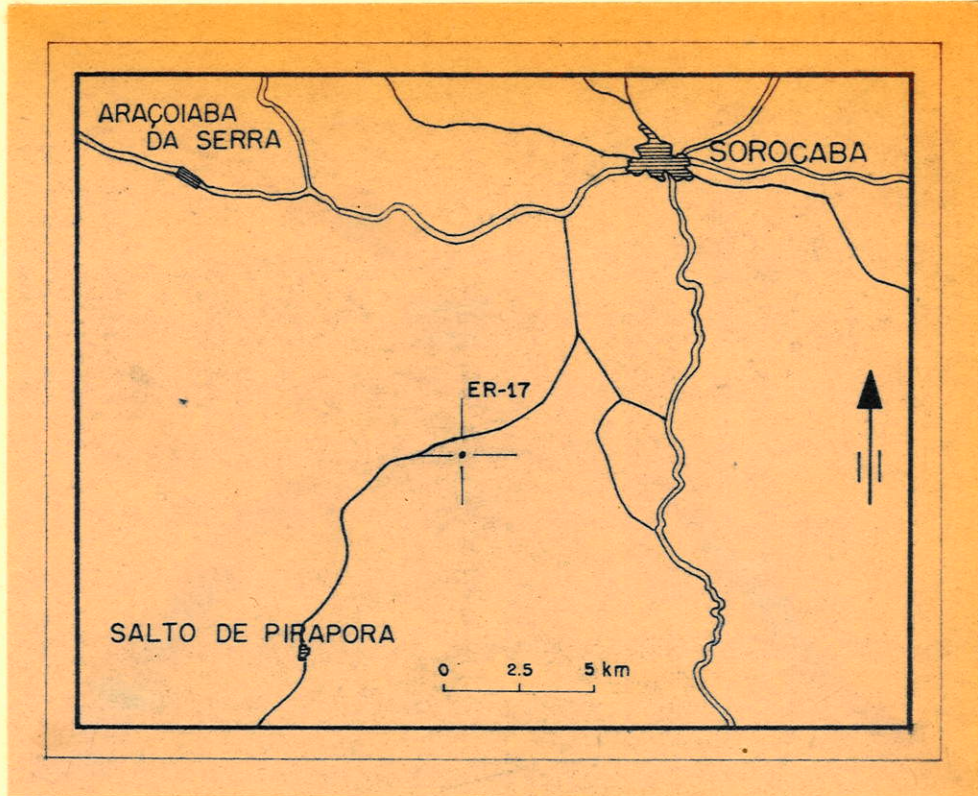 ARAÇOIABA
DA SERRA
SOROCABA
ER-17
SALTO DE PIRAPORA
0 2.5 5 km